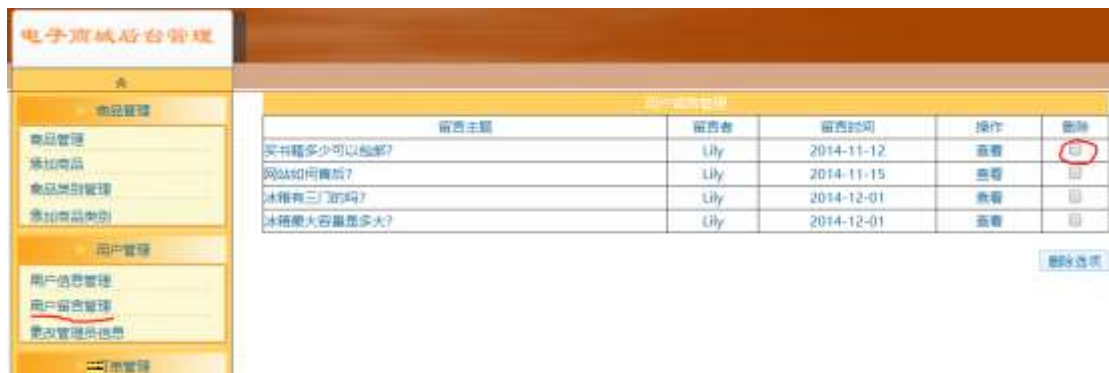 电子商城后台管理
商品管理
商品管理
添加商品
商品类别管理
添加商品类别
用户管理
用户信息管理
用户留言管理
更改管理员信息
用户留言管理
留言主题 留言者 留言时间 操作 删除
买书籍多少可以包邮? Lily 2014-11-12 查看
网站如何售后? Lily 2014-11-15 查看
冰箱有三门的吗? Lily 2014-12-01 查看
冰箱最大容量是多大? Lily 2014-12-01 查看
删除选项